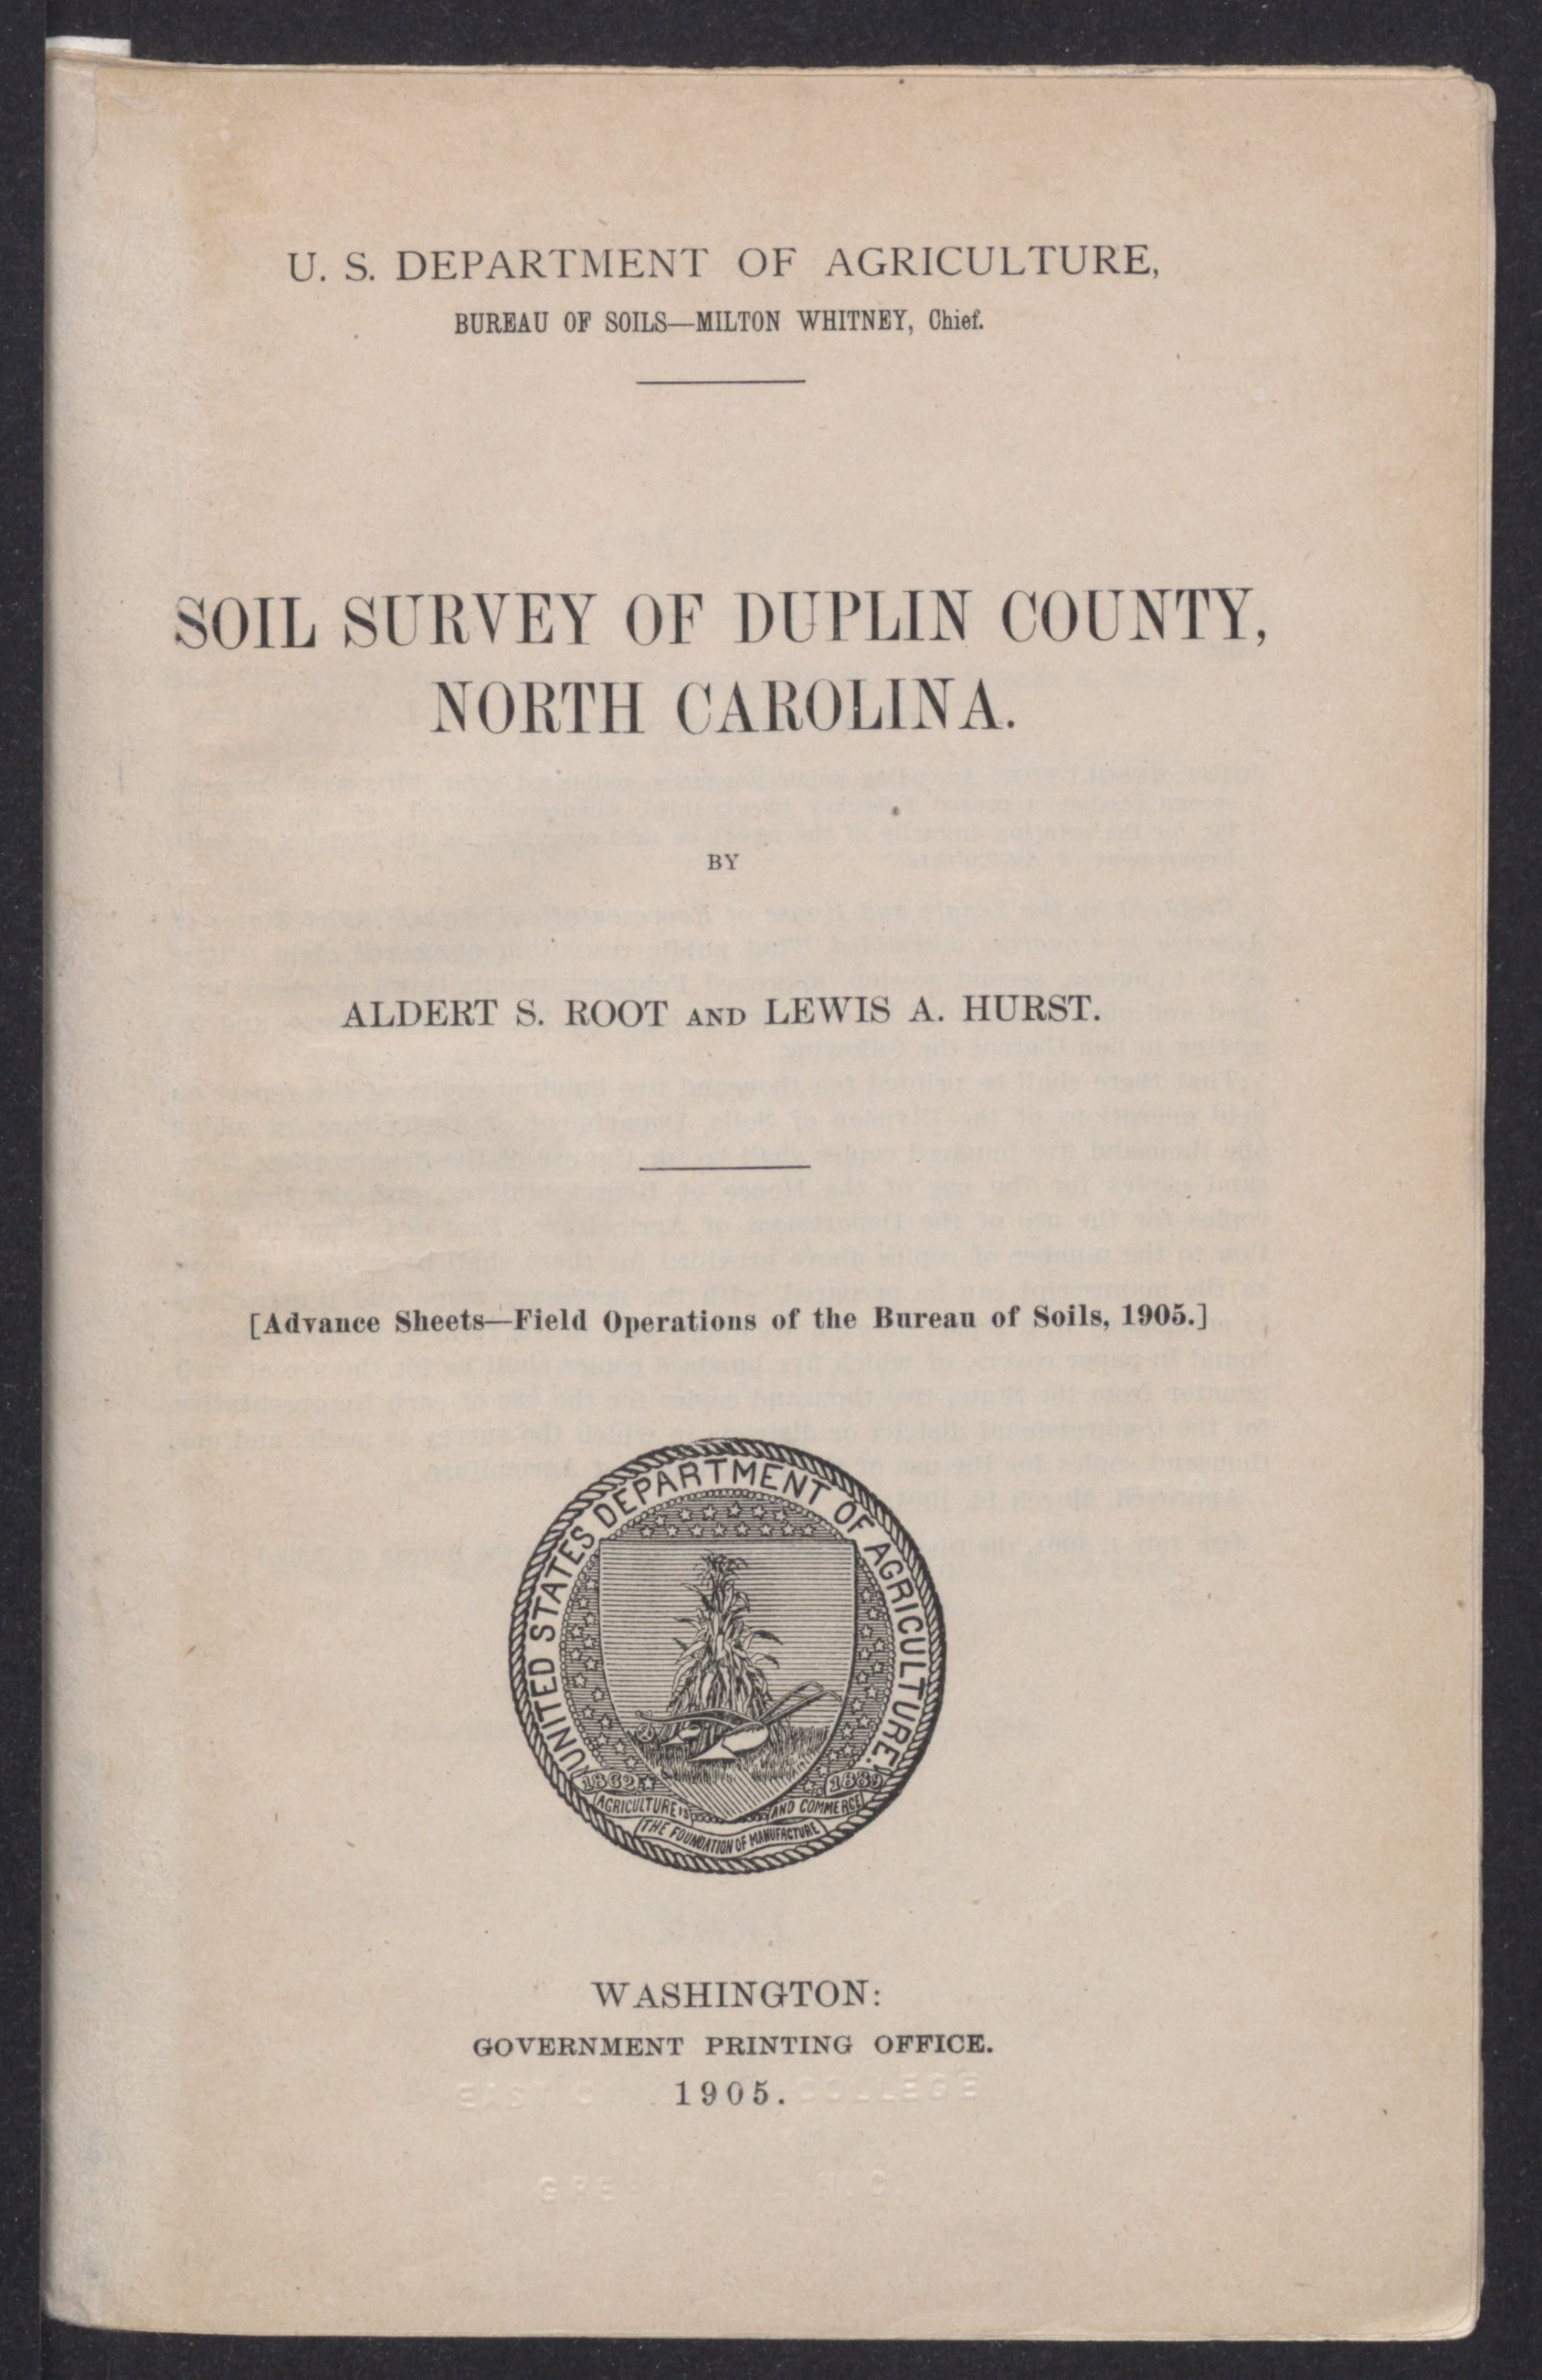 U. S. DEPARTMENT OF AGRICULTURE,
BUREAU OF SOILS—MILTON WHITNEY, Chief.
SOIL SURVEY OF DUPLIN COUNTY,
NORTH CAROLINA.
BY
ALDERT S. ROOT AND LEWIS A. HURST.
[Advance Sheets—Field Operations of the Bureau of Soils, 1905.]
UNITED STATES DEPARTMENT OF AGRICULTURE.
1862
1889
AGRICULTURE IS
THE FOUNDATION OF MANUFACTURE
AND COMMERCE
WASHINGTON:
GOVERNMENT PRINTING OFFICE.
1905.
COLLEGE